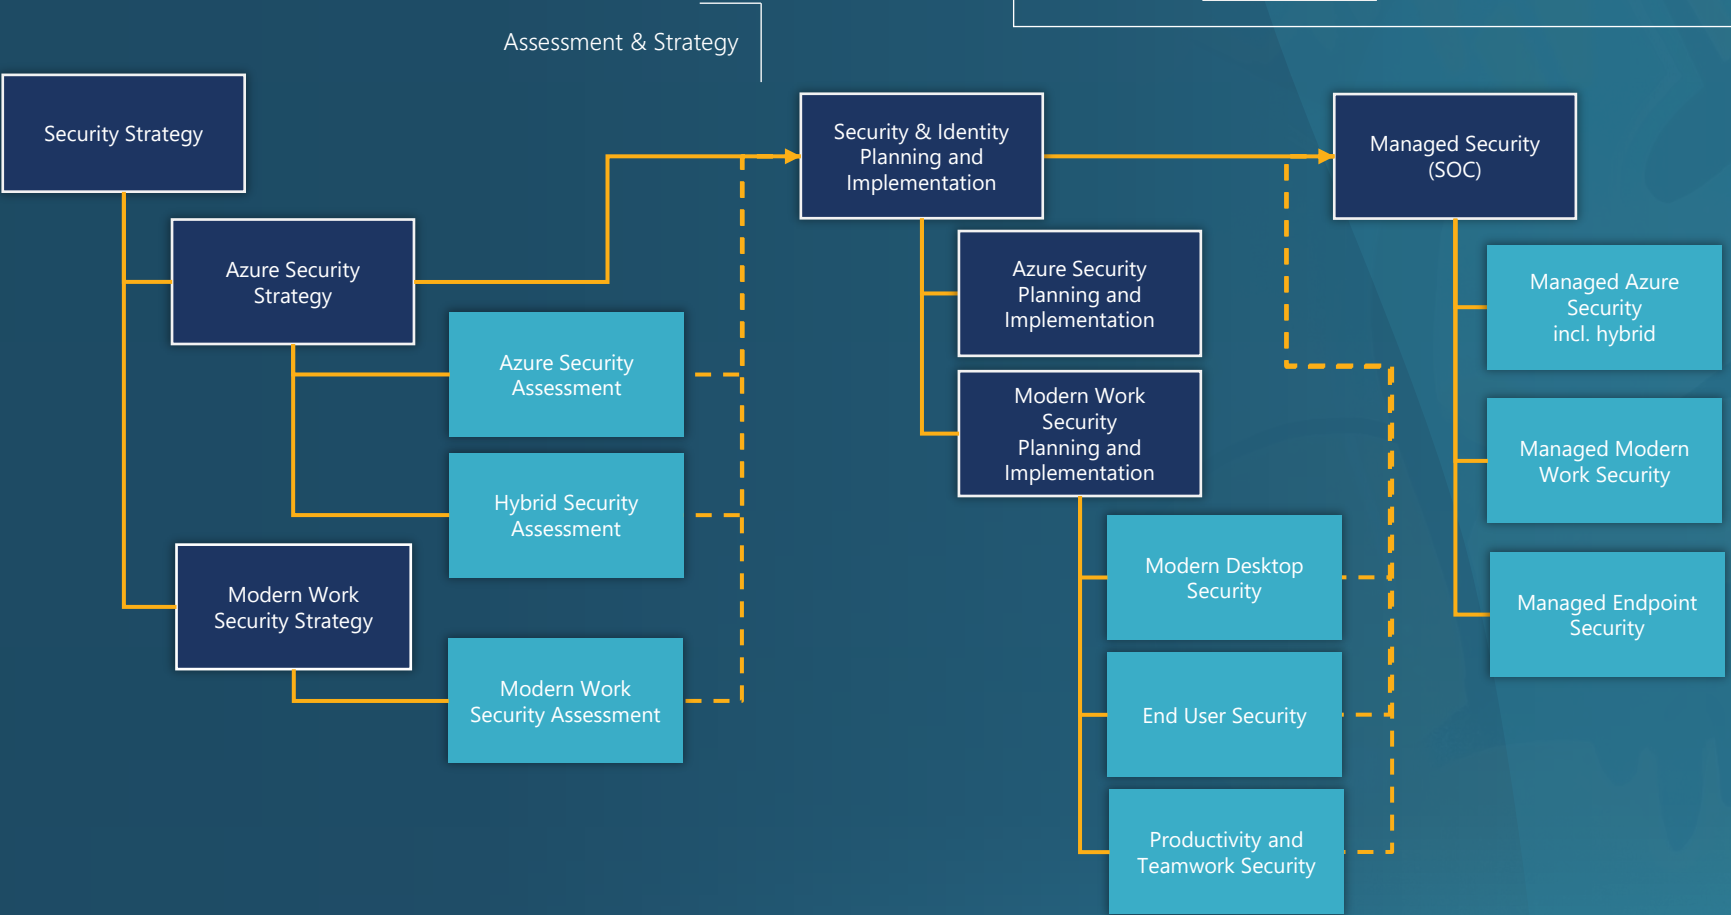 Assessment & Strategy
Security Strategy
Azure Security
Strategy
Azure Security
Assessment
Hybrid Security
Assessment
Modern Work
Security Strategy
Modern Work
Security Assessment
Security & Identity
Planning and
Implementation
Azure Security
Planning and
Implementation
Modern Work
Security
Planning and
Implementation
Modern Desktop
Security
End User Security
Productivity and
Teamwork Security
Managed Security
(SOC)
Managed Azure
Security
incl. hybrid
Managed Modern
Work Security
Managed Endpoint
Security